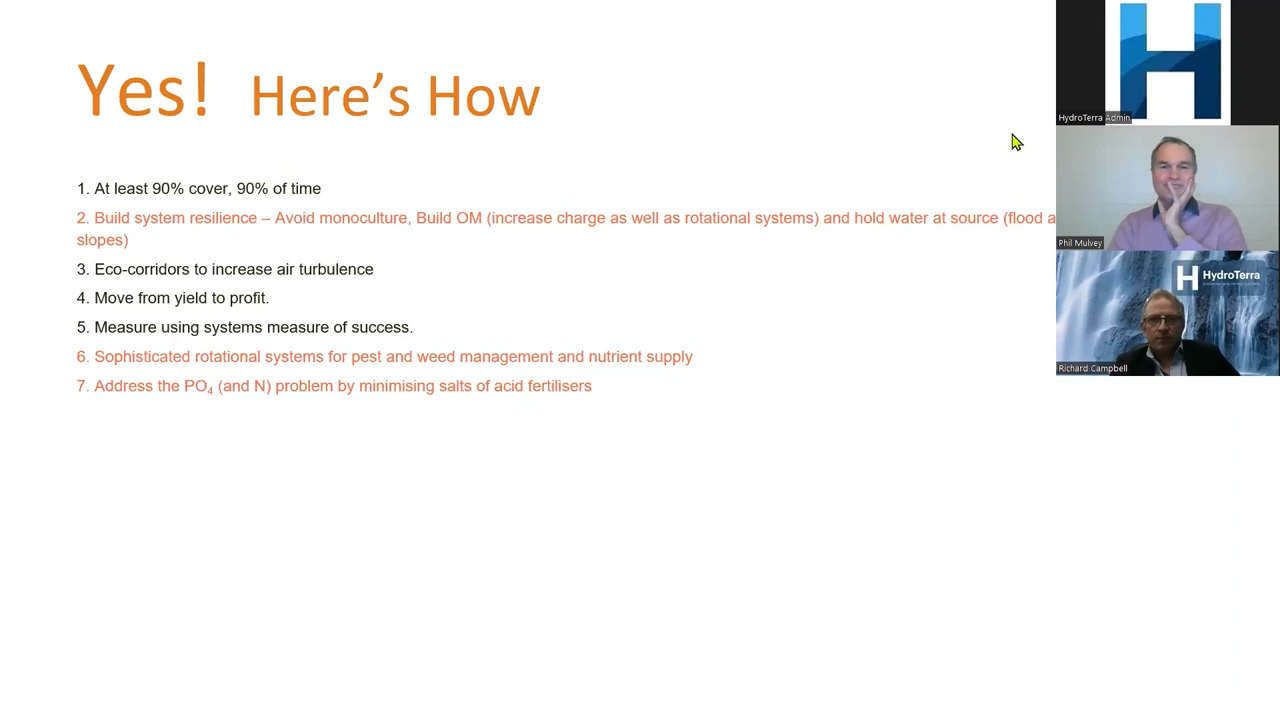 Yes! Here's How
1. At least 90% cover, 90% of time
2. Build system resilience – Avoid monoculture, Build OM (increase charge as well as rotational systems) and hold water at source (flood a
slopes)
3. Eco-corridors to increase air turbulence
4. Move from yield to profit.
5. Measure using systems measure of success.
6. Sophisticated rotational systems for pest and weed management and nutrient supply
7. Address the PO₄ (and N) problem by minimising salts of acid fertilisers
H
HydroTerra Admin
Phil Mulvey
H HydroTerra
Richard Campbell